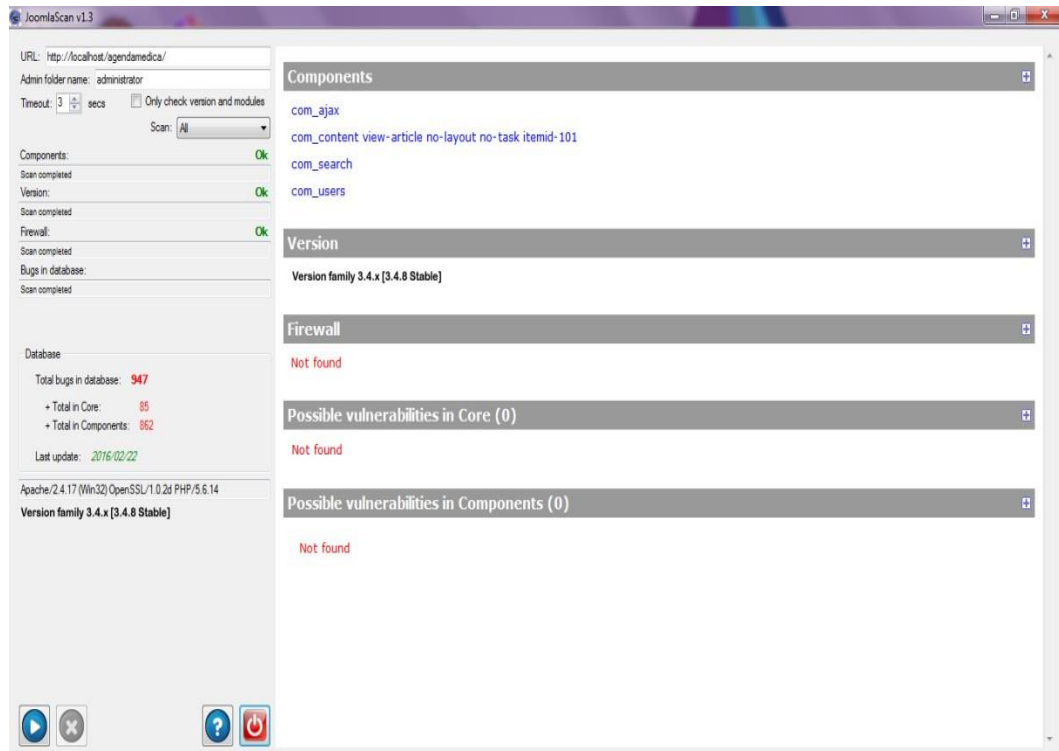 JoomlaScan v1.3
URL: http://localhost/agendamedica/
Admin folder name: administrator
Timeout: 3 secs Only check version and modules
Scan: All
Components: Ok
Scan completed
Version: Ok
Scan completed
Firewall: Ok
Scan completed
Bugs in database:
Scan completed
Database
Total bugs in database: 947
+ Total in Core: 85
+ Total in Components: 862
Last update: 2016/02/22
Apache/2.4.17 (Win32) OpenSSL/1.0.2d PHP/5.6.14
Version family 3.4.x [3.4.8 Stable]
Components
com_ajax
com_content view-article no-layout no-task itemid-101
com_search
com_users
Version
Version family 3.4.x [3.4.8 Stable]
Firewall
Not found
Possible vulnerabilities in Core (0)
Not found
Possible vulnerabilities in Components (0)
Not found